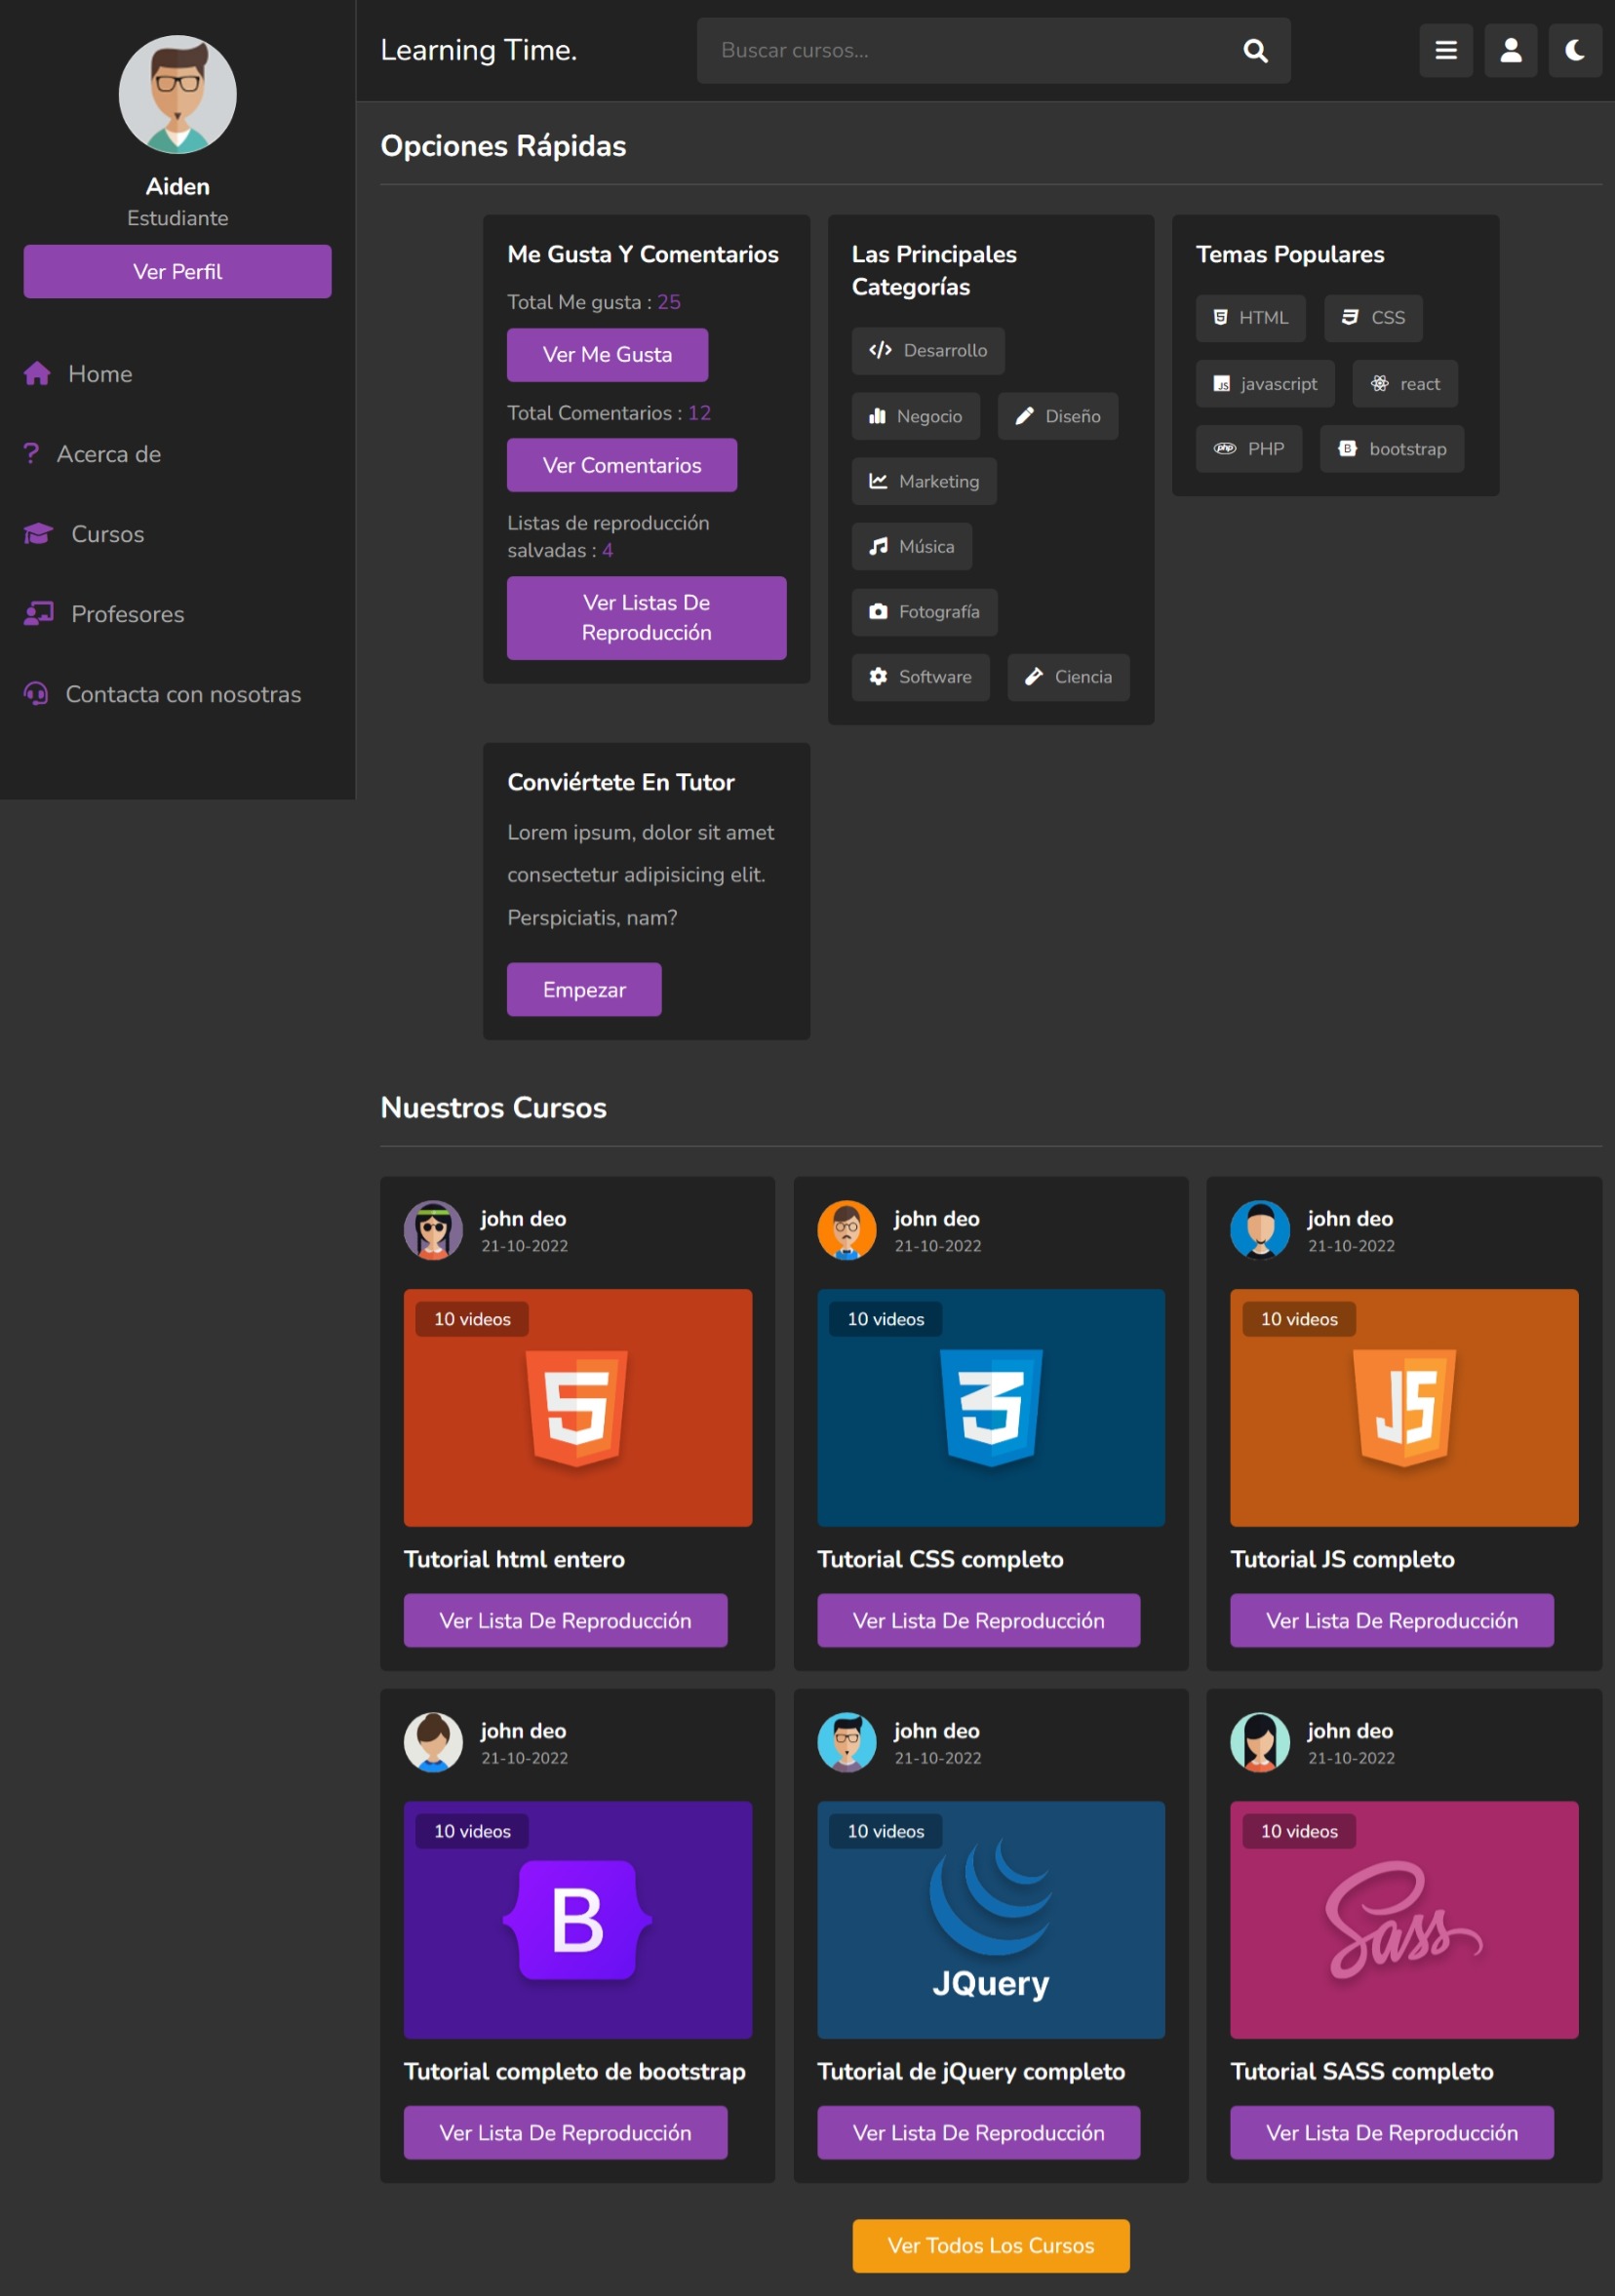 Aiden
Estudiante
Ver Perfil
Home
Acerca de
Cursos
Profesores
Contacta con nosotras
Learning Time.
Buscar cursos...
Opciones Rápidas
Me Gusta Y Comentarios
Total Me gusta : 25
Ver Me Gusta
Total Comentarios : 12
Ver Comentarios
Listas de reproducción
salvadas : 4
Ver Listas De
Reproducción
Las Principales
Categorías
Desarrollo
Negocio
Diseño
Marketing
Música
Fotografía
Software
Ciencia
Temas Populares
HTML
CSS
JS
javascript
react
php
PHP
B
bootstrap
Conviértete En Tutor
Lorem ipsum, dolor sit amet
consectetur adipisicing elit.
Perspiciatis, nam?
Empezar
Nuestros Cursos
john deo
21-10-2022
10 videos
5
Tutorial html entero
Ver Lista De Reproducción
john deo
21-10-2022
10 videos
3
Tutorial CSS completo
Ver Lista De Reproducción
john deo
21-10-2022
10 videos
JS
Tutorial JS completo
Ver Lista De Reproducción
john deo
21-10-2022
10 videos
B
Tutorial completo de bootstrap
Ver Lista De Reproducción
john deo
21-10-2022
10 videos
JQuery
Tutorial de jQuery completo
Ver Lista De Reproducción
john deo
21-10-2022
10 videos
Sass
Tutorial SASS completo
Ver Lista De Reproducción
Ver Todos Los Cursos